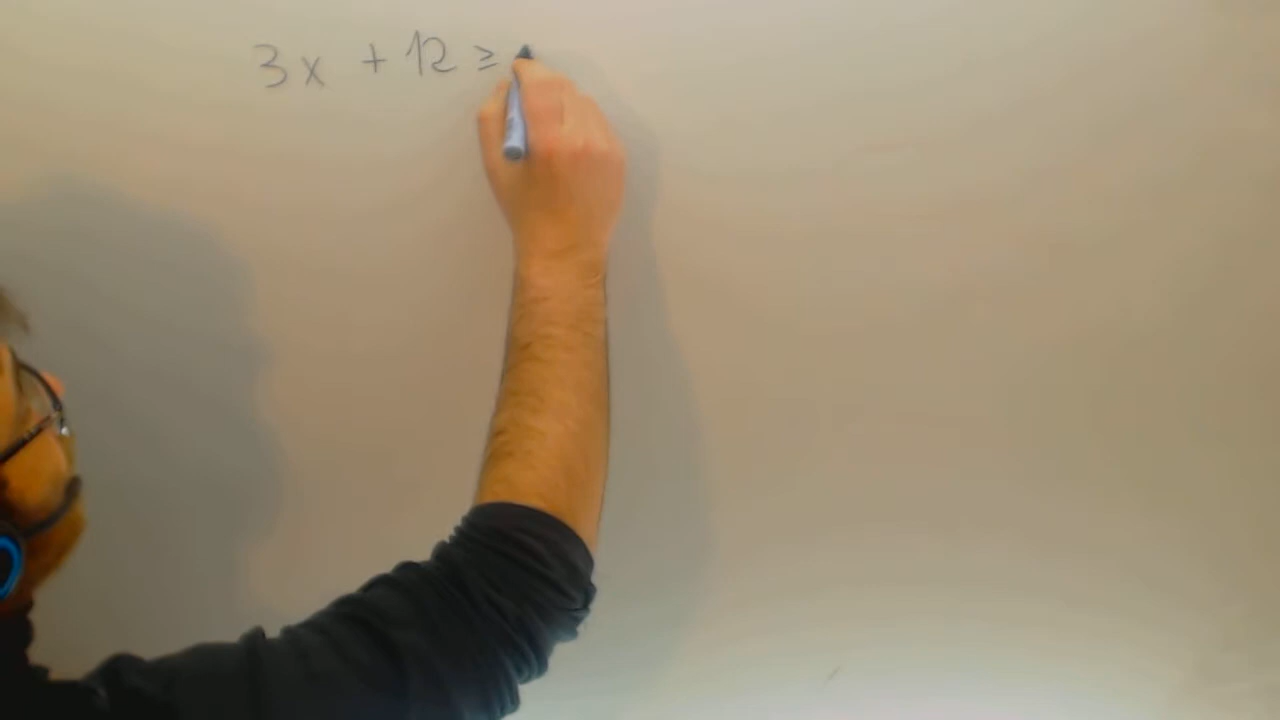 3x + 12 ≥